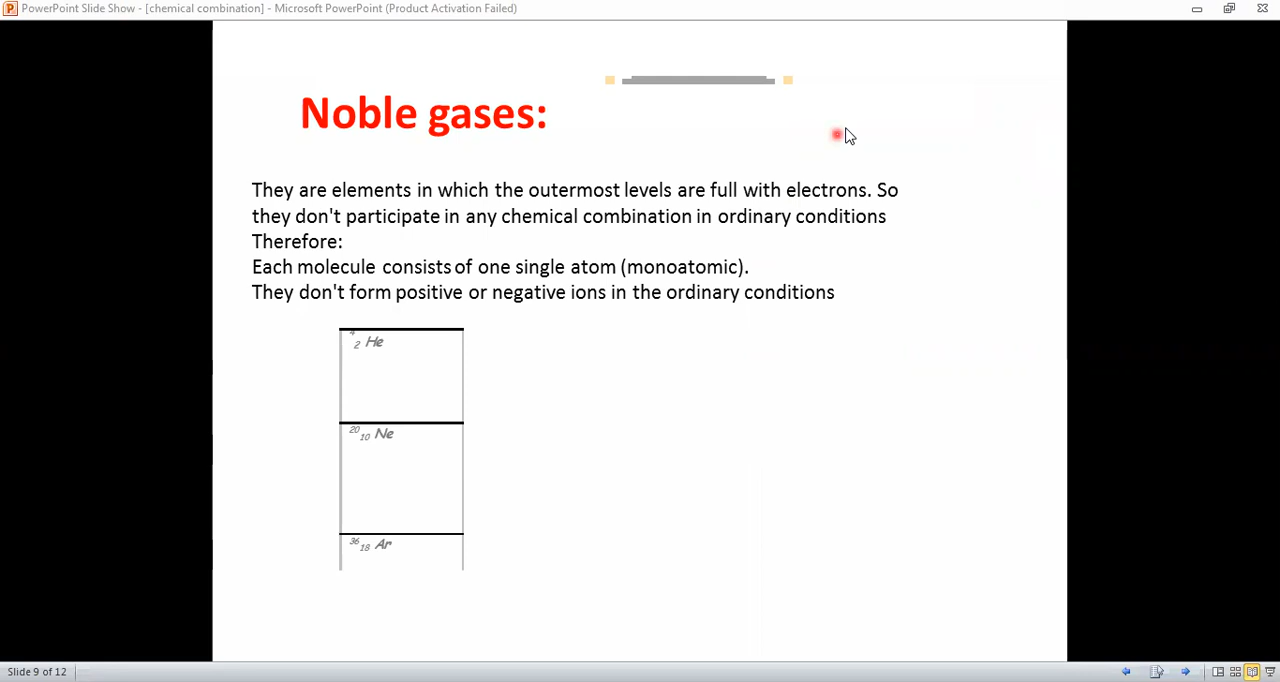 PowerPoint Slide Show - [chemical combination] - Microsoft PowerPoint (Product Activation Failed)
Noble gases:
They are elements in which the outermost levels are full with electrons. So
they don't participate in any chemical combination in ordinary conditions
Therefore:
Each molecule consists of one single atom (monoatomic).
They don't form positive or negative ions in the ordinary conditions
4 2 He
20 10 Ne
36 18 Ar
Slide 9 of 12